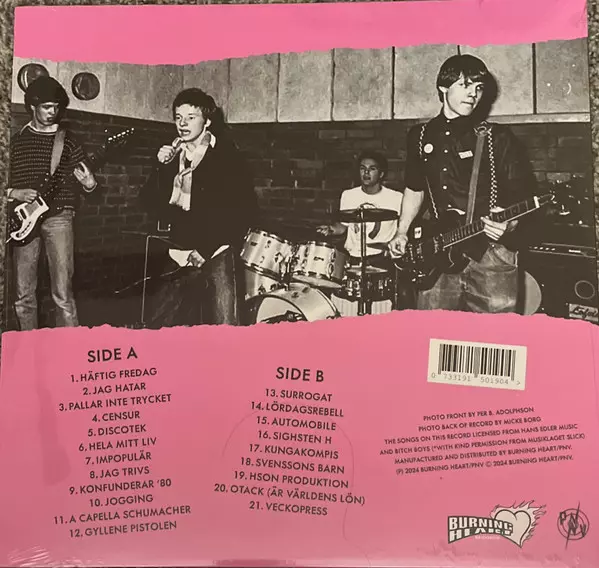 SIDE A
1. HÄFTIG FREDAG
2. JAG HATAR
3. PALLAR INTE TRYCKET
4. CENSUR
5. DISCOTEK
6. HELA MITT LIV
7. IMPOPULÄR
8. JAG TRIVS
9. KONFUNDERAR '80
10. JOGGING
11. A CAPELLA SCHUMACHER
12. GYLLENE PISTOLEN
SIDE B
13. SURROGAT
14. LÖRDAGSREBELL
15. AUTOMOBILE
16. SIGHSTEN H
17. KUNGAKOMPIS
18. SVENSSONS BARN
19. HSON PRODUKTION
20. OTACK (ÄR VÄRLDENS LÖN)
21. VECKOPRESS
0 733191 501904 >
PHOTO FRONT BY PER B. ADOLPHSON
PHOTO BACK OF RECORD BY MICKE BORG
THE SONGS ON THIS RECORD LICENSED FROM HANS EDLER MUSIC
AND BITCH BOYS (*WITH KIND PERMISSION FROM MUSIKLAGET SLICK)
MANUFACTURED AND DISTRIBUTED BY BURNING HEART/PNV.
(P) 2024 BURNING HEART/PNV © 2024 BURNING HEART/PNV.
BURNING
HEART
PNV